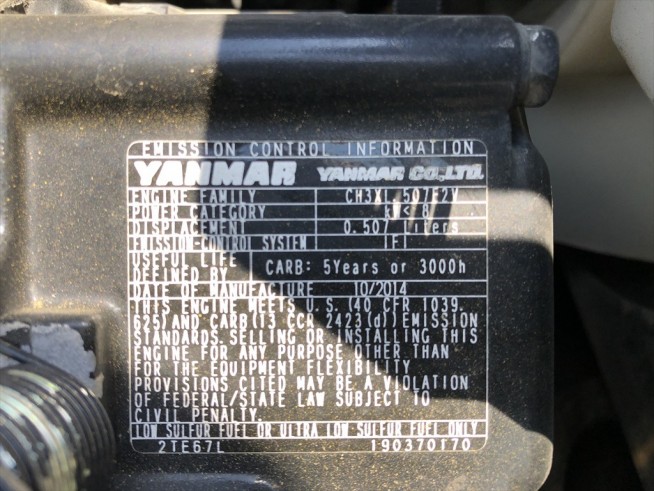 EMISSION CONTROL INFORMATION
YANMAR YANMAR CO.,LTD.
ENGINE FAMILY CH3XL.507F2V
POWER CATEGORY kW<8
DISPLACEMENT 0.507 liters
EMISSION-CONTROL SYSTEM IFI
USEFUL LIFE
DEFINED BY CARB: 5Years or 3000h
DATE OF MANUFACTURE 10/2014
THIS ENGINE MEETS U.S.(40 CFR 1039.
625)AND CARB(13 CCR 2423(d))EMISSION
STANDARDS. SELLING OR INSTALLING THIS
ENGINE FOR ANY PURPOSE OTHER THAN
FOR THE EQUIPMENT FLEXIBILITY
PROVISIONS CITED MAY BE A VIOLATION
OF FEDERAL/STATE LAW SUBJECT TO
CIVIL PENALTY.
LOW SULFUR FUEL OR ULTRA LOW SULFUR FUEL ONLY
2TE67L 190370170